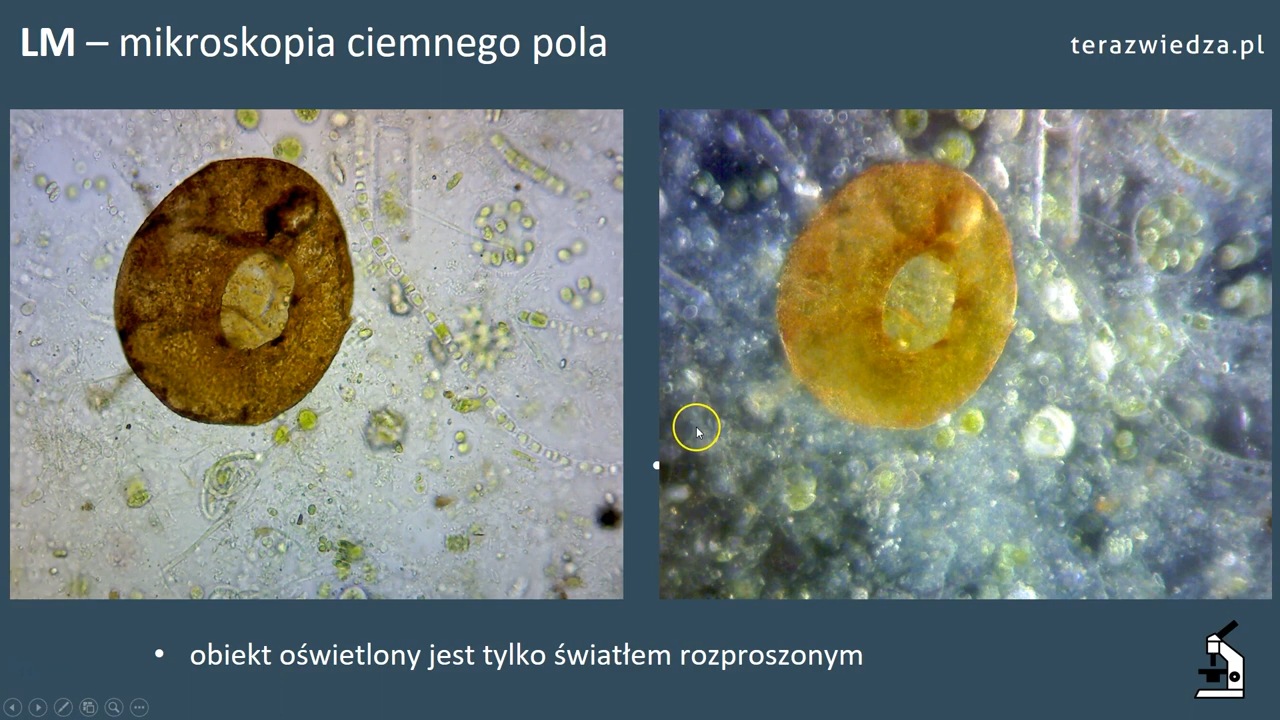 LM – mikroskopia ciemnego pola
terazwiedza.pl
• obiekt oświetlony jest tylko światłem rozproszonym